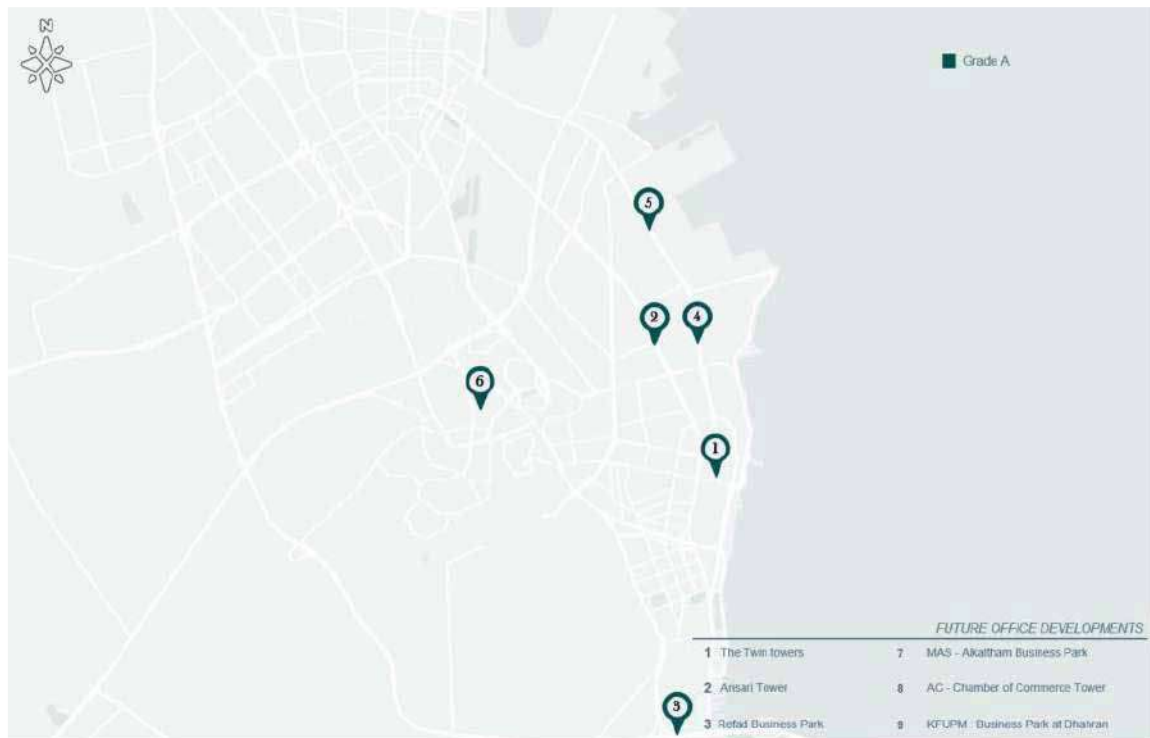 N
Grade A
5
2
4
6
1
3
FUTURE OFFICE DEVELOPMENTS
1 The Twin towers
7 MAS - Alkaltham Business Park
2 Ansari Tower
8 AC - Chamber of Commerce Tower
3 Refad Business Park
9 KFUPM : Business Park at Dhahran